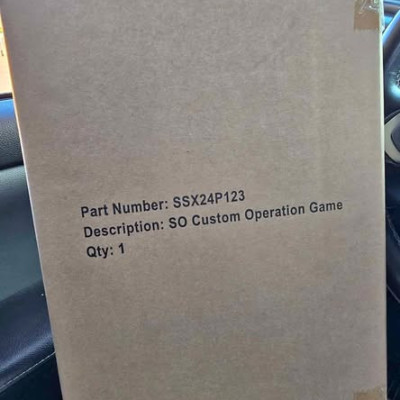 Part Number: SSX24P123
Description: SO Custom Operation Game
Qty: 1